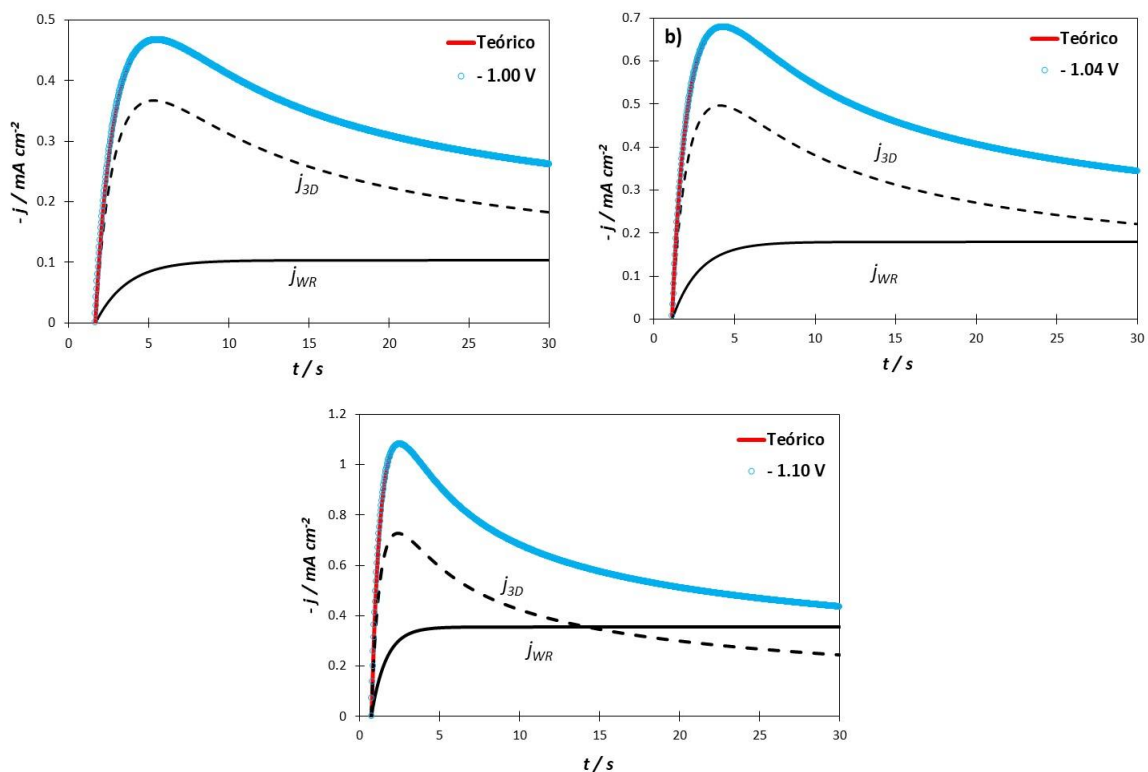 0.5
0.4
0.3
0.2
0.1
0
- j / mA cm⁻²
Teórico
- 1.00 V
j3D
jWR
0 5 10 15 20 25 30
t / s
0.7
0.6
0.5
0.4
0.3
0.2
0.1
0
- j / mA cm⁻²
b)
Teórico
- 1.04 V
j3D
jWR
0 5 10 15 20 25 30
t / s
1.2
1
0.8
0.6
0.4
0.2
0
- j / mA cm⁻²
Teórico
- 1.10 V
j3D
jWR
0 5 10 15 20 25 30
t / s